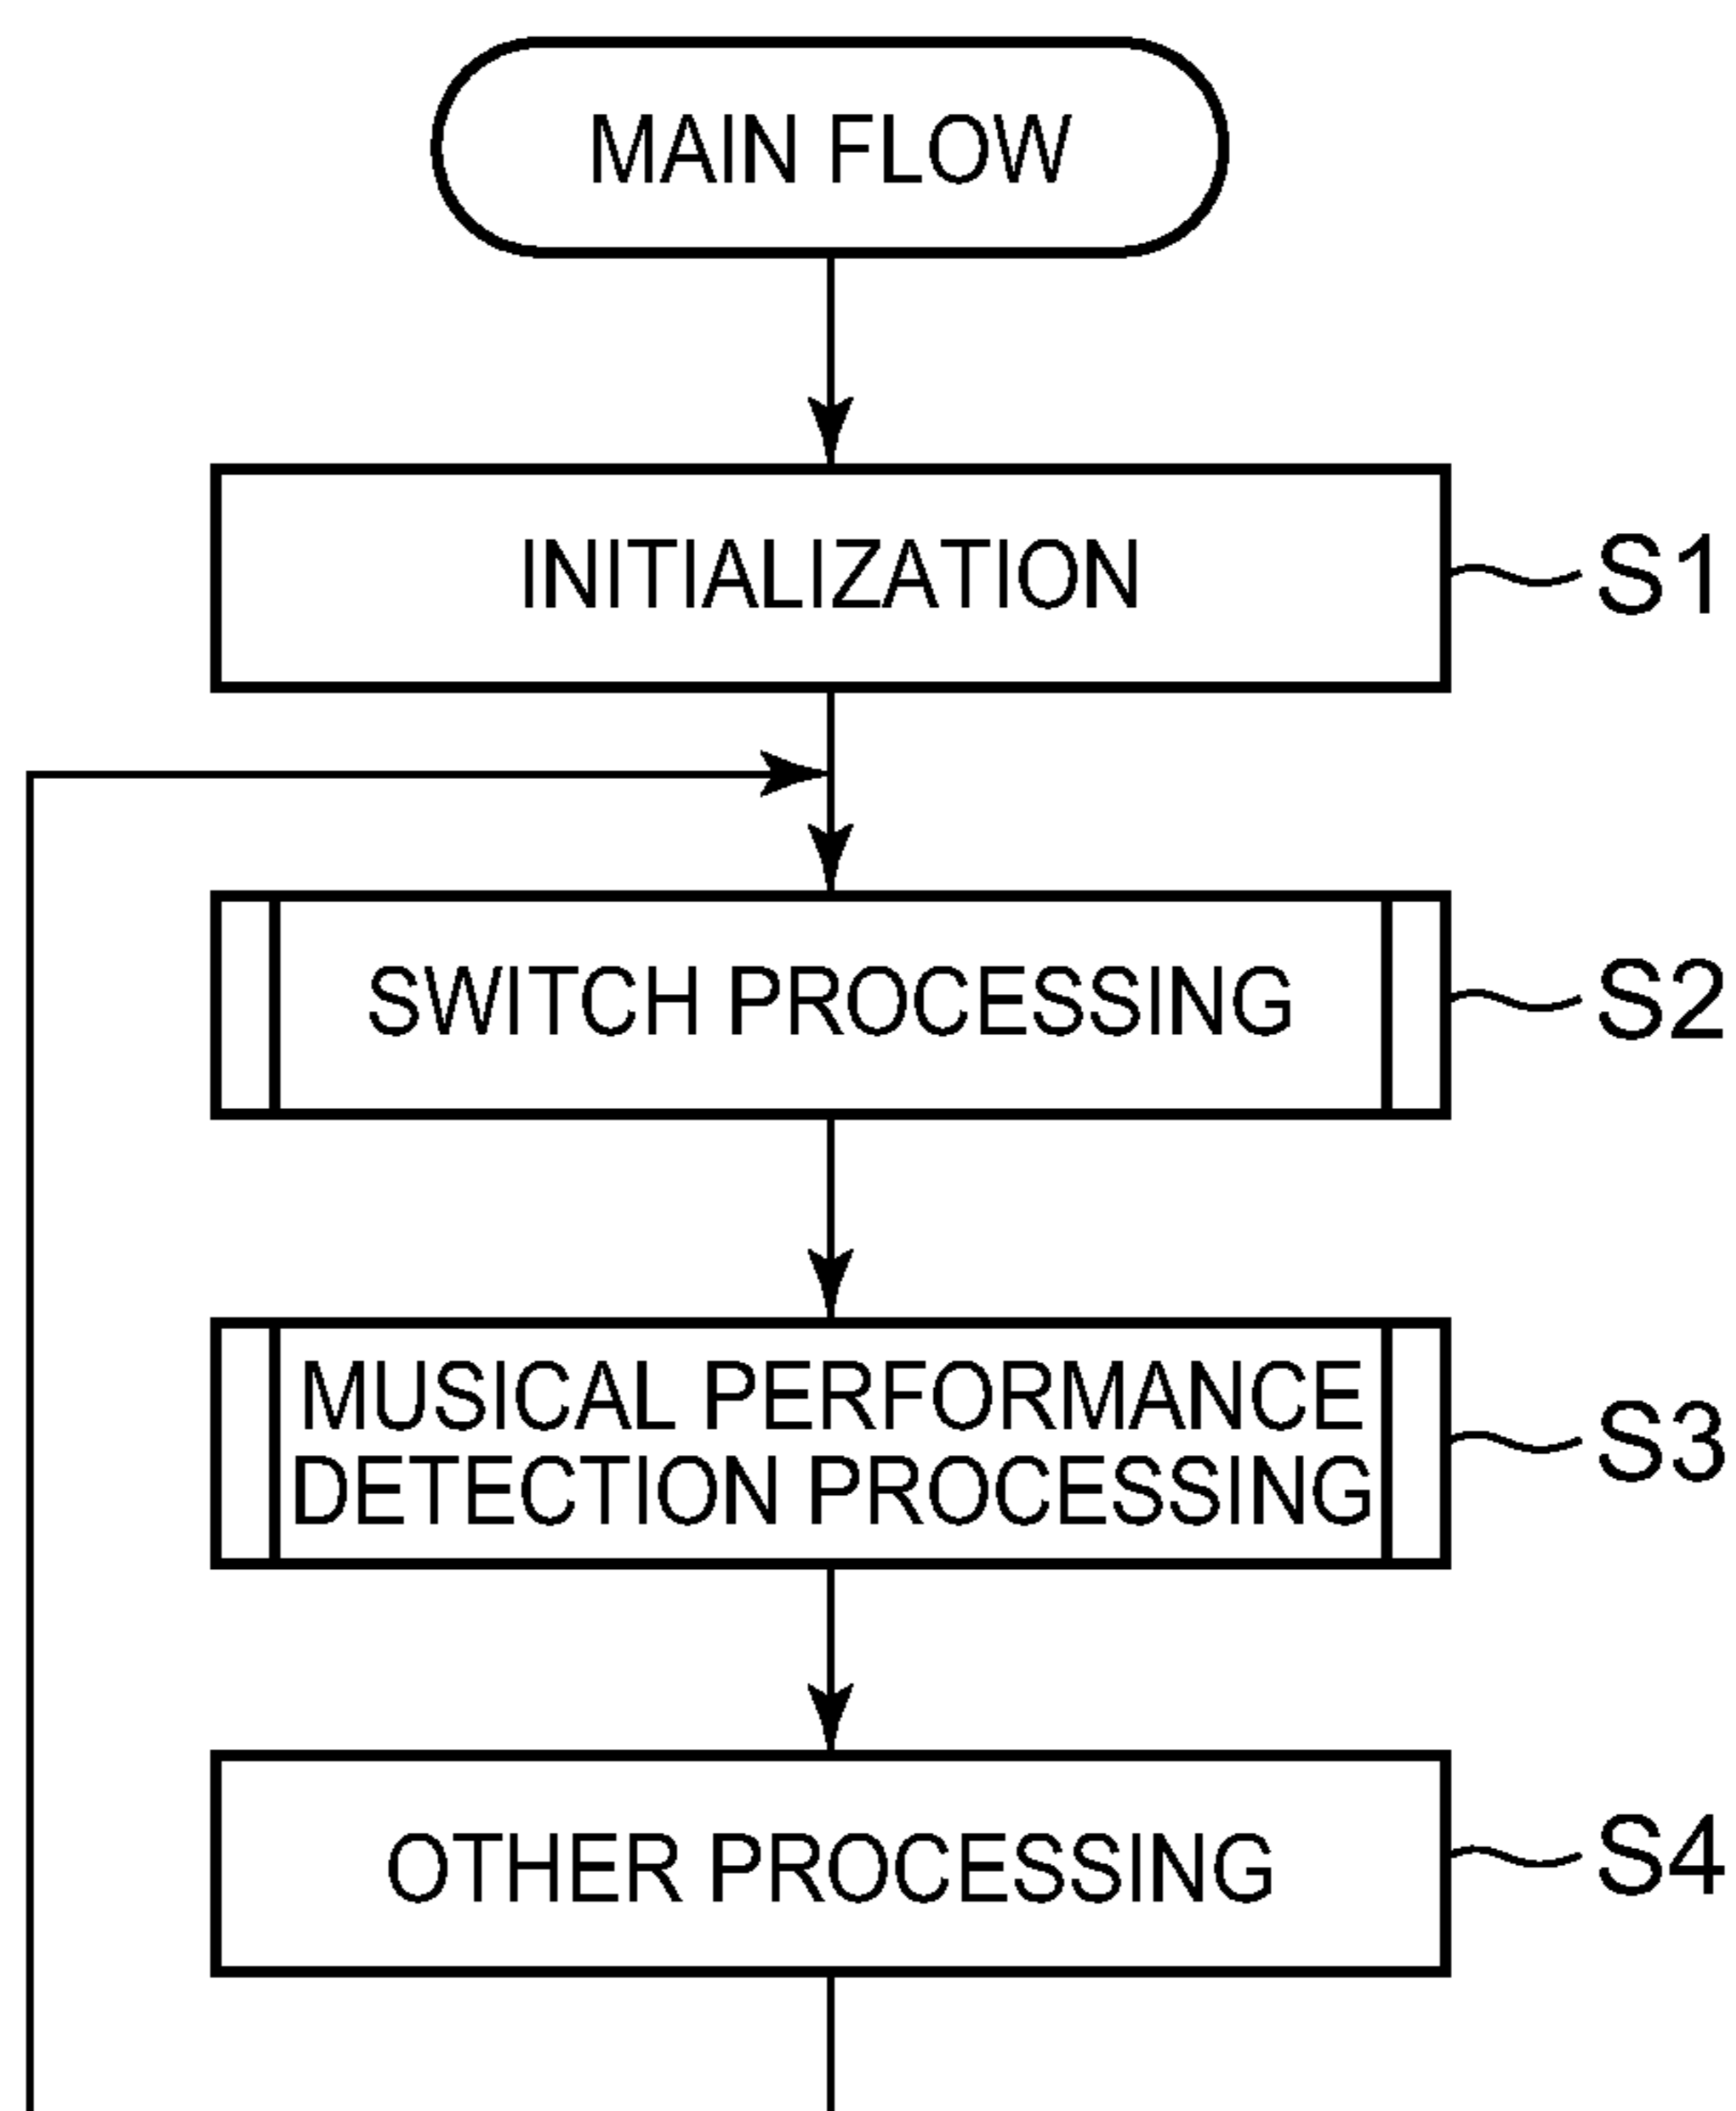 MAIN FLOW
INITIALIZATION
S1
SWITCH PROCESSING
S2
MUSICAL PERFORMANCE
DETECTION PROCESSING
S3
OTHER PROCESSING
S4